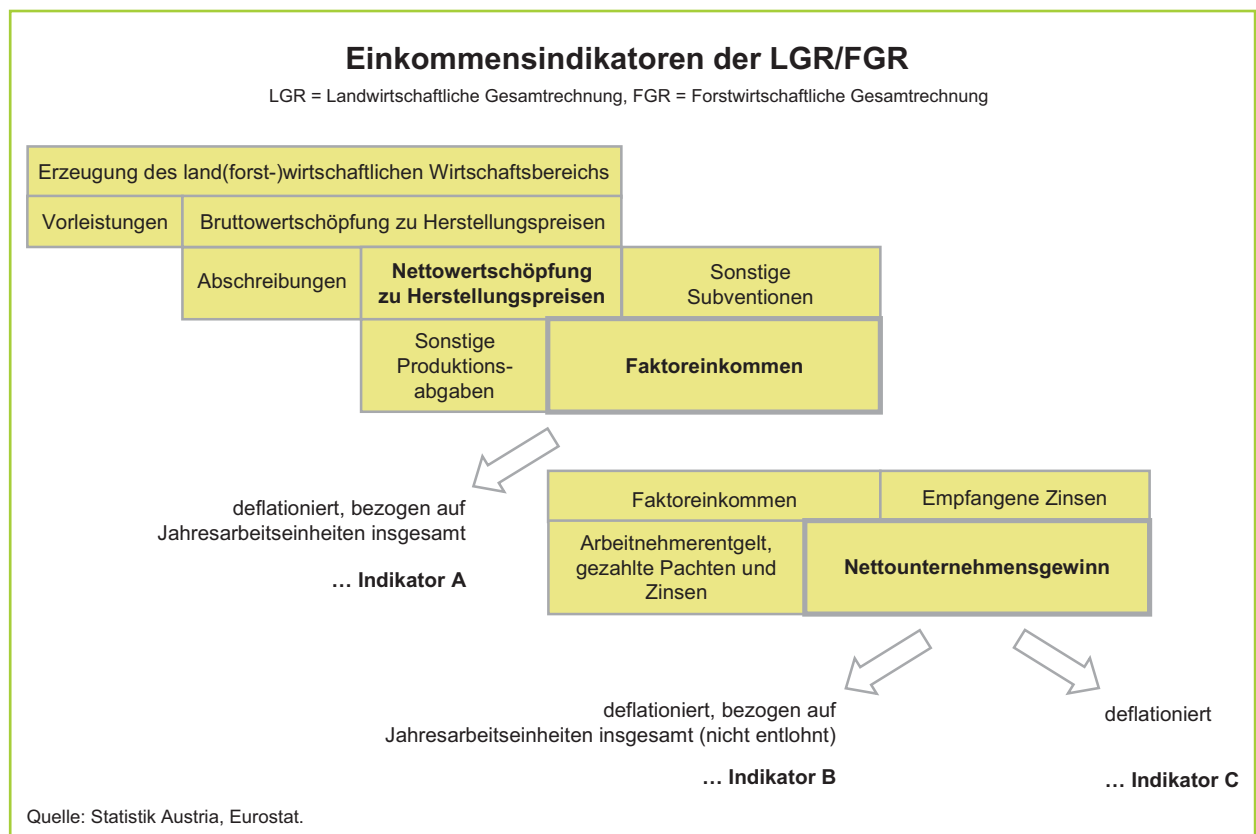 Einkommensindikatoren der LGR/FGR
LGR = Landwirtschaftliche Gesamtrechnung, FGR = Forstwirtschaftliche Gesamtrechnung
Erzeugung des land(forst-)wirtschaftlichen Wirtschaftsbereichs
Vorleistungen
Bruttowertschöpfung zu Herstellungspreisen
Abschreibungen
Nettowertschöpfung
zu Herstellungspreisen
Sonstige
Subventionen
Sonstige
Produktions-
abgaben
Faktoreinkommen
deflationiert, bezogen auf
Jahresarbeitseinheiten insgesamt
... Indikator A
Faktoreinkommen
Empfangene Zinsen
Arbeitnehmerentgelt,
gezahlte Pachten und
Zinsen
Nettounternehmensgewinn
deflationiert, bezogen auf
Jahresarbeitseinheiten insgesamt (nicht entlohnt)
... Indikator B
deflationiert
... Indikator C
Quelle: Statistik Austria, Eurostat.